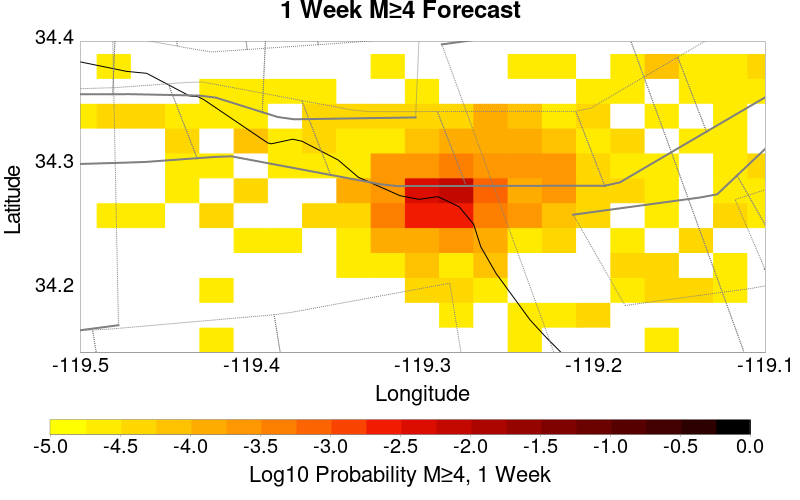 1 Week M≥4 Forecast
34.4
34.3
34.2
Latitude
-119.5 -119.4 -119.3 -119.2 -119.1
Longitude
-5.0 -4.5 -4.0 -3.5 -3.0 -2.5 -2.0 -1.5 -1.0 -0.5 0.0
Log10 Probability M≥4, 1 Week